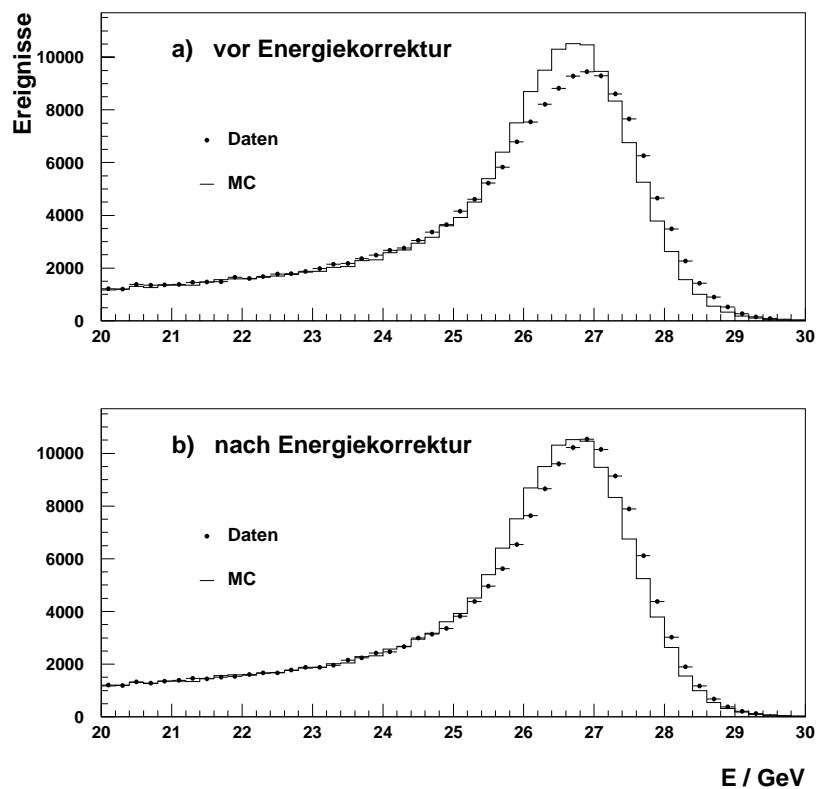 Ereignisse
a) vor Energiekorrektur
Daten
MC
10000
8000
6000
4000
2000
0
20 21 22 23 24 25 26 27 28 29 30
b) nach Energiekorrektur
Daten
MC
10000
8000
6000
4000
2000
0
20 21 22 23 24 25 26 27 28 29 30
E / GeV